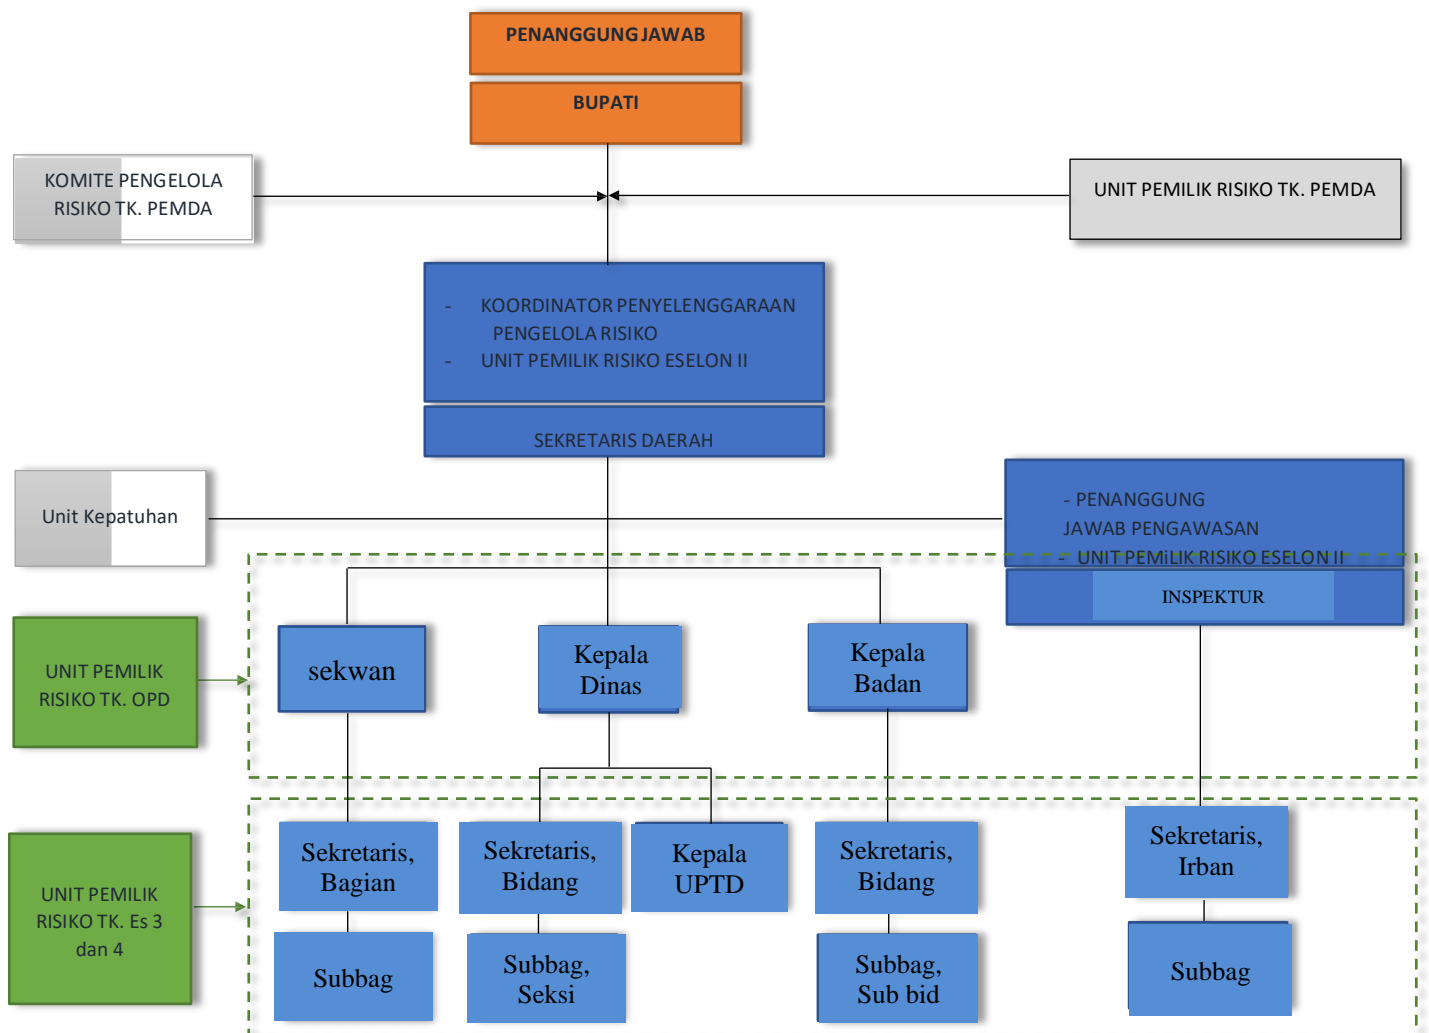 PENANGGUNG JAWAB
BUPATI
KOMITE PENGELOLA
RISIKO TK. PEMDA
UNIT PEMILIK RISIKO TK. PEMDA
- KOORDINATOR PENYELENGGARAAN
PENGELOLA RISIKO
- UNIT PEMILIK RISIKO ESELON II
SEKRETARIS DAERAH
Unit Kepatuhan
- PENANGGUNG
JAWAB PENGAWASAN
- UNIT PEMiLIK RISIKO ESELON II
INSPEKTUR
UNIT PEMILIK
RISIKO TK. OPD
sekwan
Kepala
Dinas
Kepala
Badan
UNIT PEMILIK
RISIKO TK. Es 3
dan 4
Sekretaris,
Bagian
Sekretaris,
Bidang
Kepala
UPTD
Sekretaris,
Bidang
Sekretaris,
Irban
Subbag
Subbag,
Seksi
Subbag,
Sub bid
Subbag